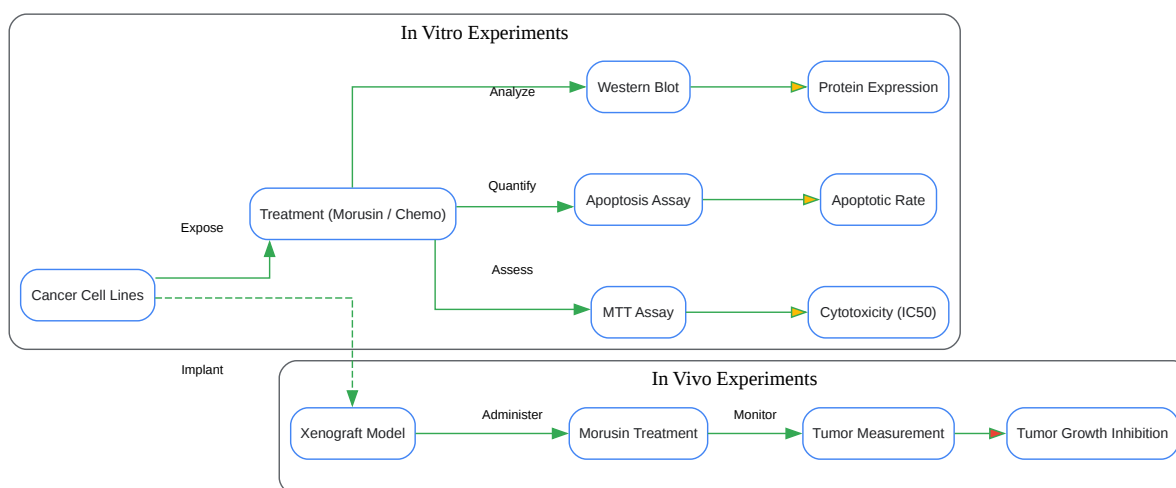 In Vitro Experiments
Analyze
Western Blot
Protein Expression
Quantify
Apoptosis Assay
Apoptotic Rate
Treatment (Morusin / Chemo)
Expose
Assess
Cancer Cell Lines
MTT Assay
Cytotoxicity (IC50)
Implant
In Vivo Experiments
Administer
Monitor
Xenograft Model
Morusin Treatment
Tumor Measurement
Tumor Growth Inhibition